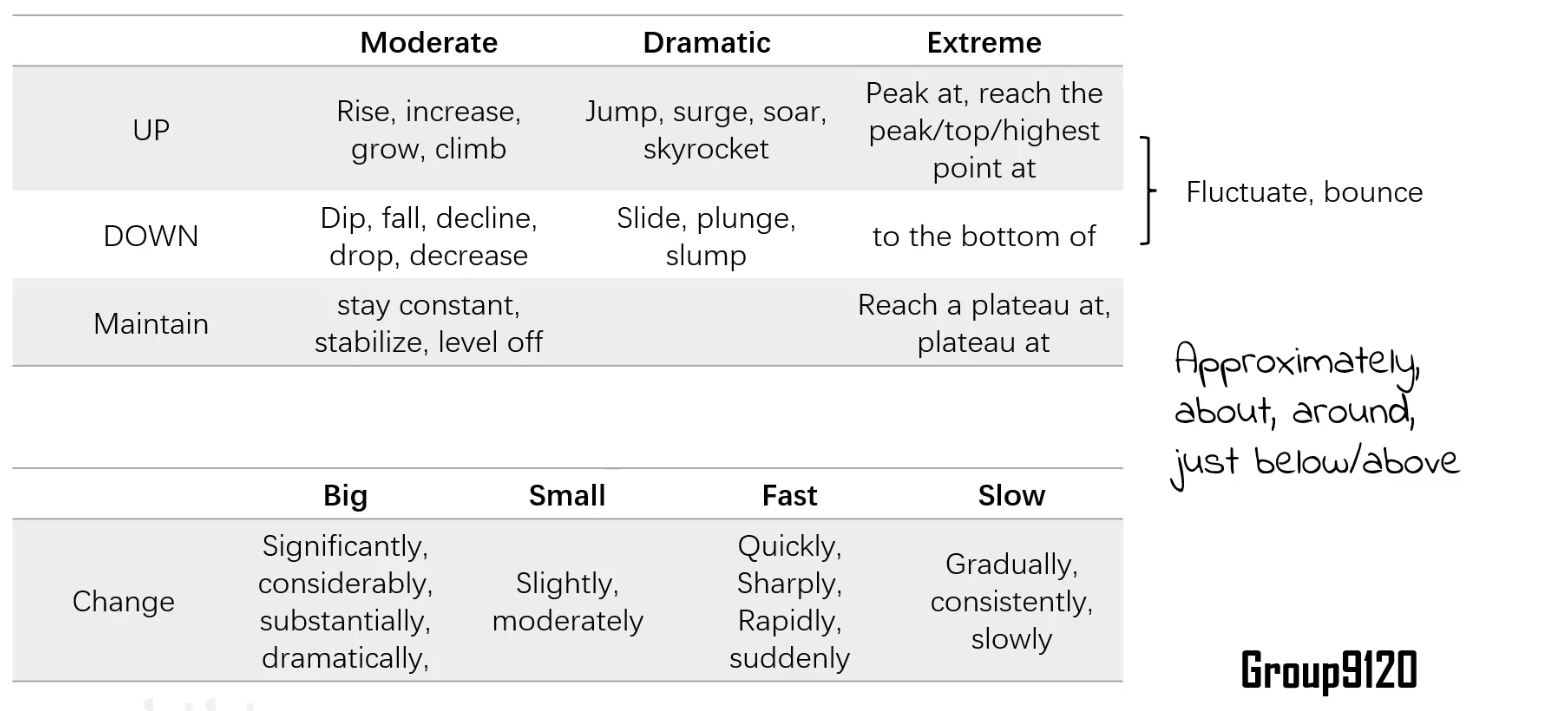 Moderate Dramatic Extreme
UP
Rise, increase,
grow, climb
Jump, surge, soar,
skyrocket
Peak at, reach the
peak/top/highest
point at
DOWN
Dip, fall, decline,
drop, decrease
Slide, plunge,
slump
to the bottom of
Fluctuate, bounce
Maintain
stay constant,
stabilize, level off
Reach a plateau at,
plateau at
Approximately,
about, around,
just below/above
Big Small Fast Slow
Change
Significantly,
considerably,
substantially,
dramatically,
Slightly,
moderately
Quickly,
Sharply,
Rapidly,
suddenly
Gradually,
consistently,
slowly
Group9120